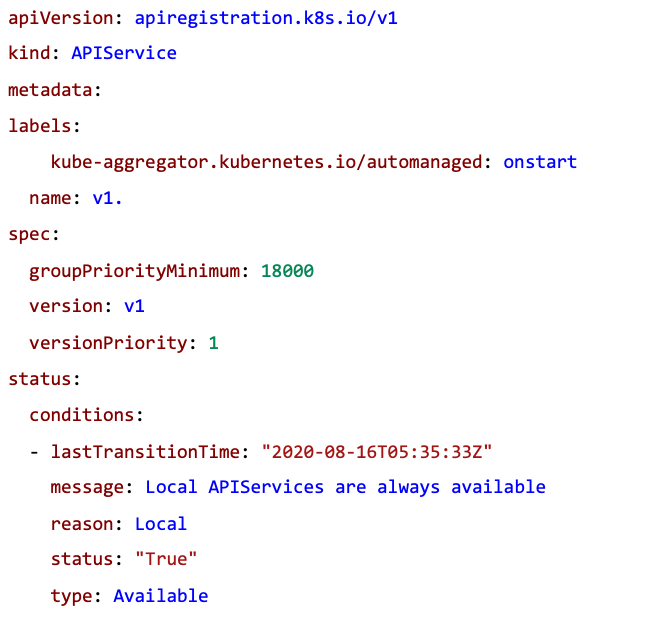 apiVersion: apiregistration.k8s.io/v1
kind: APIService
metadata:
labels:
    kube-aggregator.kubernetes.io/automanaged: onstart
  name: v1.
spec:
  groupPriorityMinimum: 18000
  version: v1
  versionPriority: 1
status:
  conditions:
  - lastTransitionTime: "2020-08-16T05:35:33Z"
    message: Local APIServices are always available
    reason: Local
    status: "True"
    type: Available